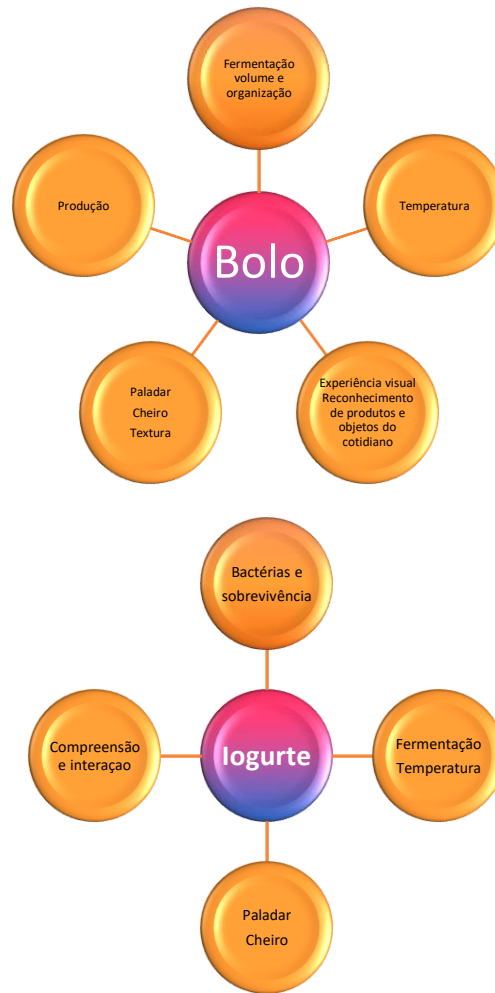 Fermentação
volume e
organização
Produção
Temperatura
Bolo
Paladar
Cheiro
Textura
Experiência visual
Reconhecimento
de produtos e
objetos do
cotidiano
Bactérias e
sobrevivência
Compreensão
e interaçao
Iogurte
Fermentação
Temperatura
Paladar
Cheiro